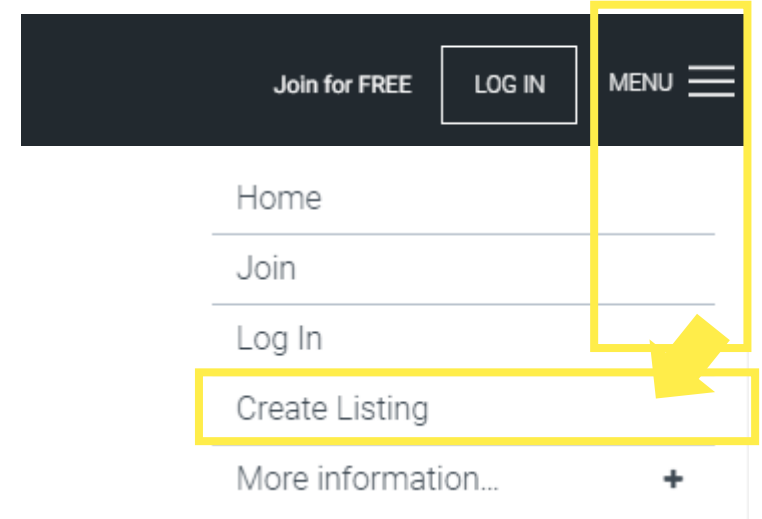 Join for FREE LOG IN MENU
Home
Join
Log In
Create Listing
More information...